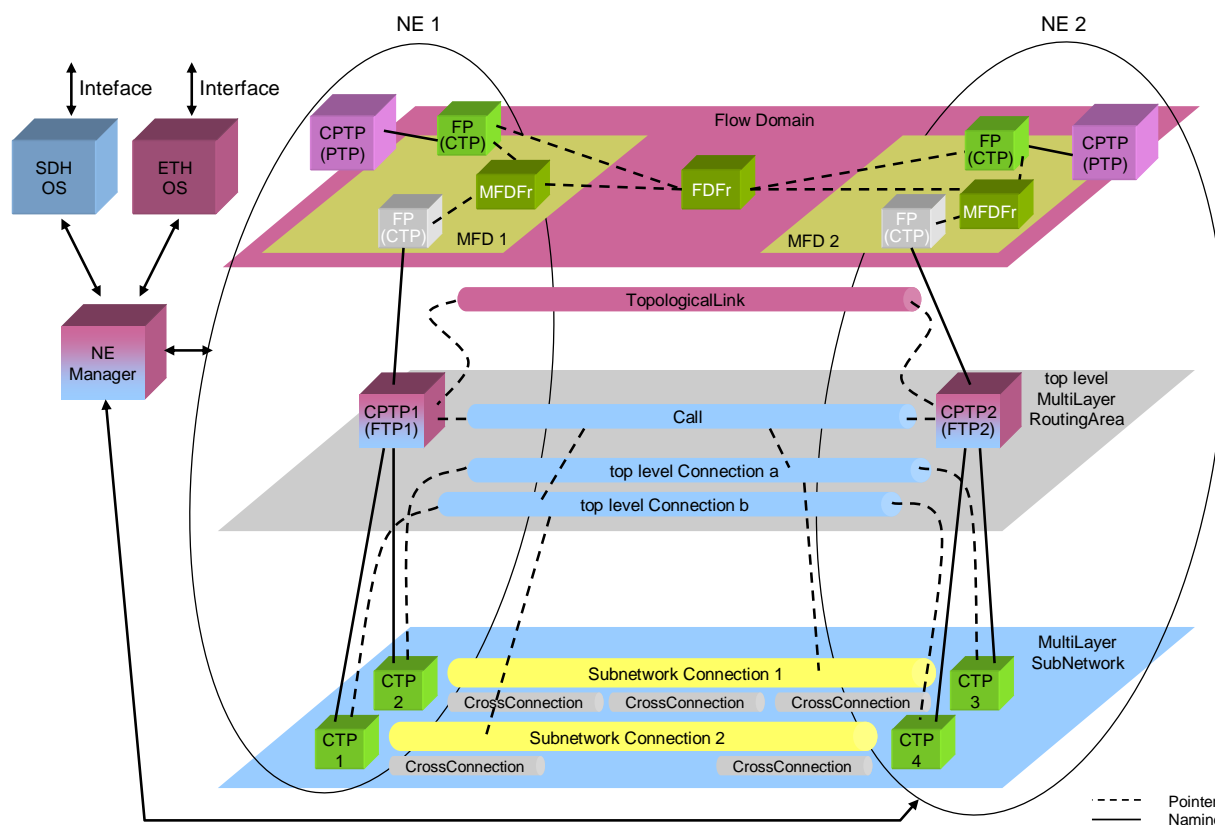 NE 1
NE 2
Inteface
Interface
SDH
OS
ETH
OS
CPTP
(PTP)
FP
(CTP)
Flow Domain
FP
(CTP)
CPTP
(PTP)
MFDFr
FDFr
MFDFr
FP
(CTP)
MFD 1
MFD 2
FP
(CTP)
TopologicalLink
NE
Manager
CPTP1
(FTP1)
Call
CPTP2
(FTP2)
top level
MultiLayer
RoutingArea
top level Connection a
top level Connection b
MultiLayer
SubNetwork
CTP
2
Subnetwork Connection 1
CTP
3
CrossConnection
CrossConnection
CrossConnection
CTP
1
Subnetwork Connection 2
CTP
4
CrossConnection
CrossConnection
Pointer
Naming